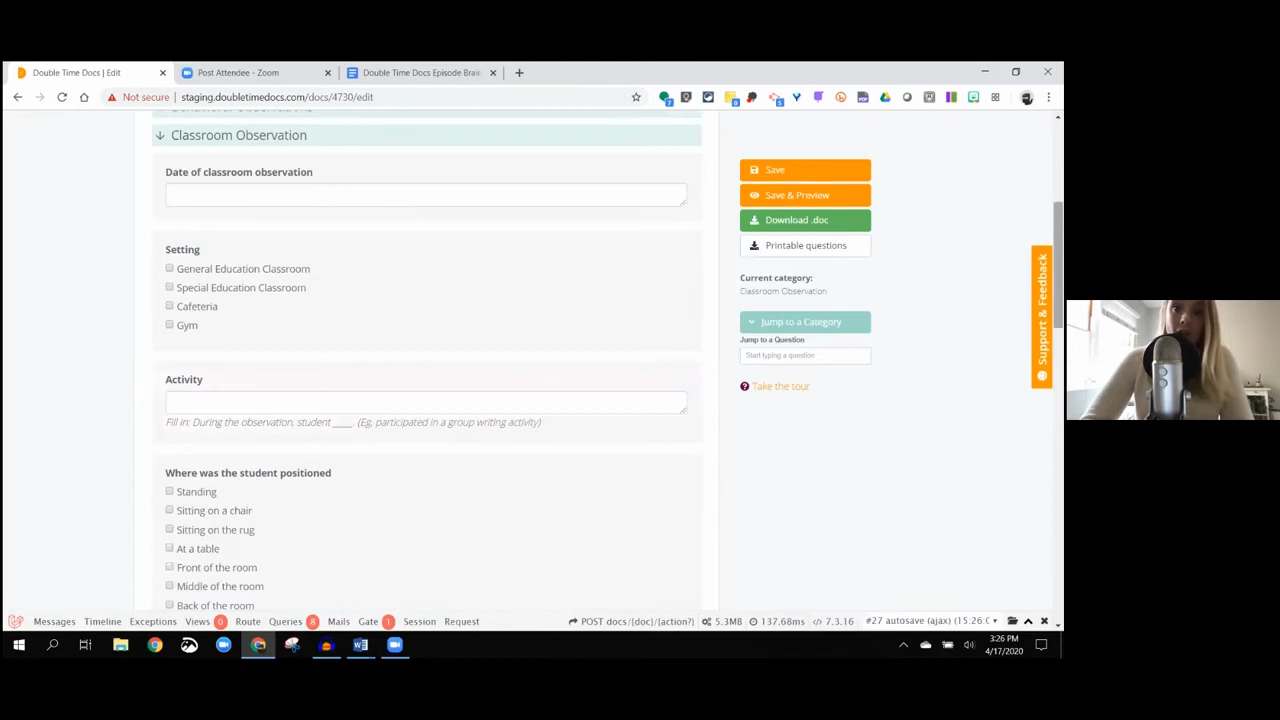 Double Time Docs | Edit
Post Attendee - Zoom
Double Time Docs Episode Brain
Not secure
staging.doubletimedocs.com/docs/4730/edit
Classroom Observation
Date of classroom observation
Setting
General Education Classroom
Special Education Classroom
Cafeteria
Gym
Activity
Fill in: During the observation, student ____. (Eg. participated in a group writing activity)
Where was the student positioned
Standing
Sitting on a chair
Sitting on the rug
At a table
Front of the room
Middle of the room
Back of the room
Save
Save & Preview
Download .doc
Printable questions
Current category:
Classroom Observation
Jump to a Category
Jump to a Question
Start typing a question
Take the tour
Support & Feedback
Messages Timeline Exceptions Views 0 Route Queries 8 Mails Gate 1 Session Request POST docs/{doc}/{action?} 5.3MB 137.68ms 7.3.16 #27 autosave (ajax) (15:26:0
3:26 PM
4/17/2020